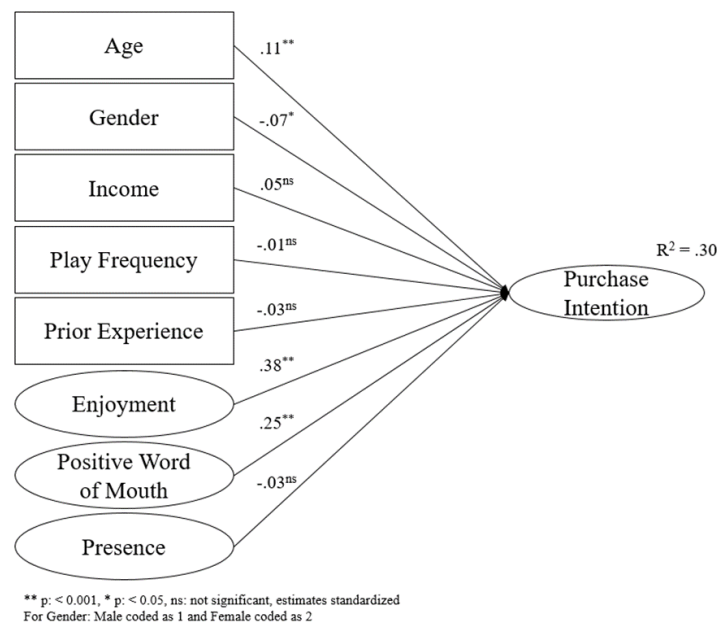 Age
.11**
Gender
-.07*
Income
.05ns
Play Frequency
-.01ns
Prior Experience
-.03ns
Enjoyment
.38**
Positive Word
of Mouth
.25**
Presence
-.03ns
R2 = .30
Purchase
Intention
** p: < 0.001, * p: < 0.05, ns: not significant, estimates standardized
For Gender: Male coded as 1 and Female coded as 2